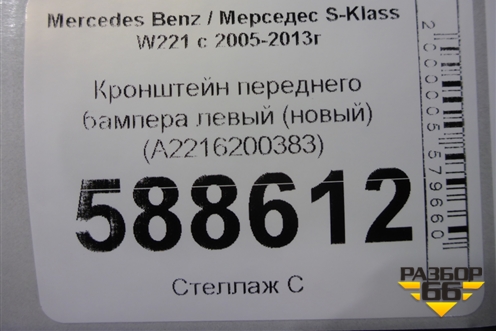 Mercedes Benz / Мерседес S-Klass
W221 с 2005-2013г
Кронштейн переднего
бампера левый (новый)
(A2216200383)
588612
Стеллаж С
2000005579660
РАЗБОР
66